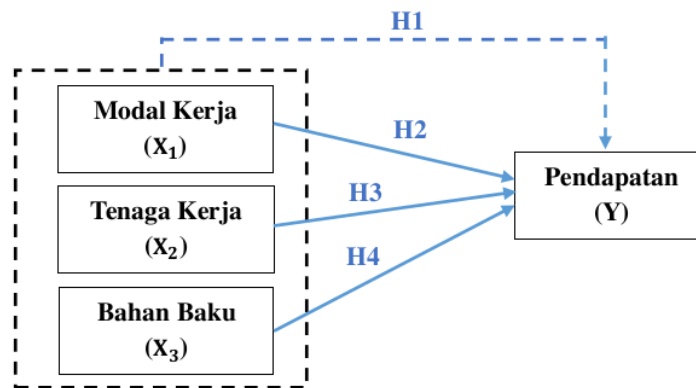 H1
Modal Kerja
(X₁)
H2
Tenaga Kerja
(X₂)
H3
Bahan Baku
(X₃)
H4
Pendapatan
(Y)